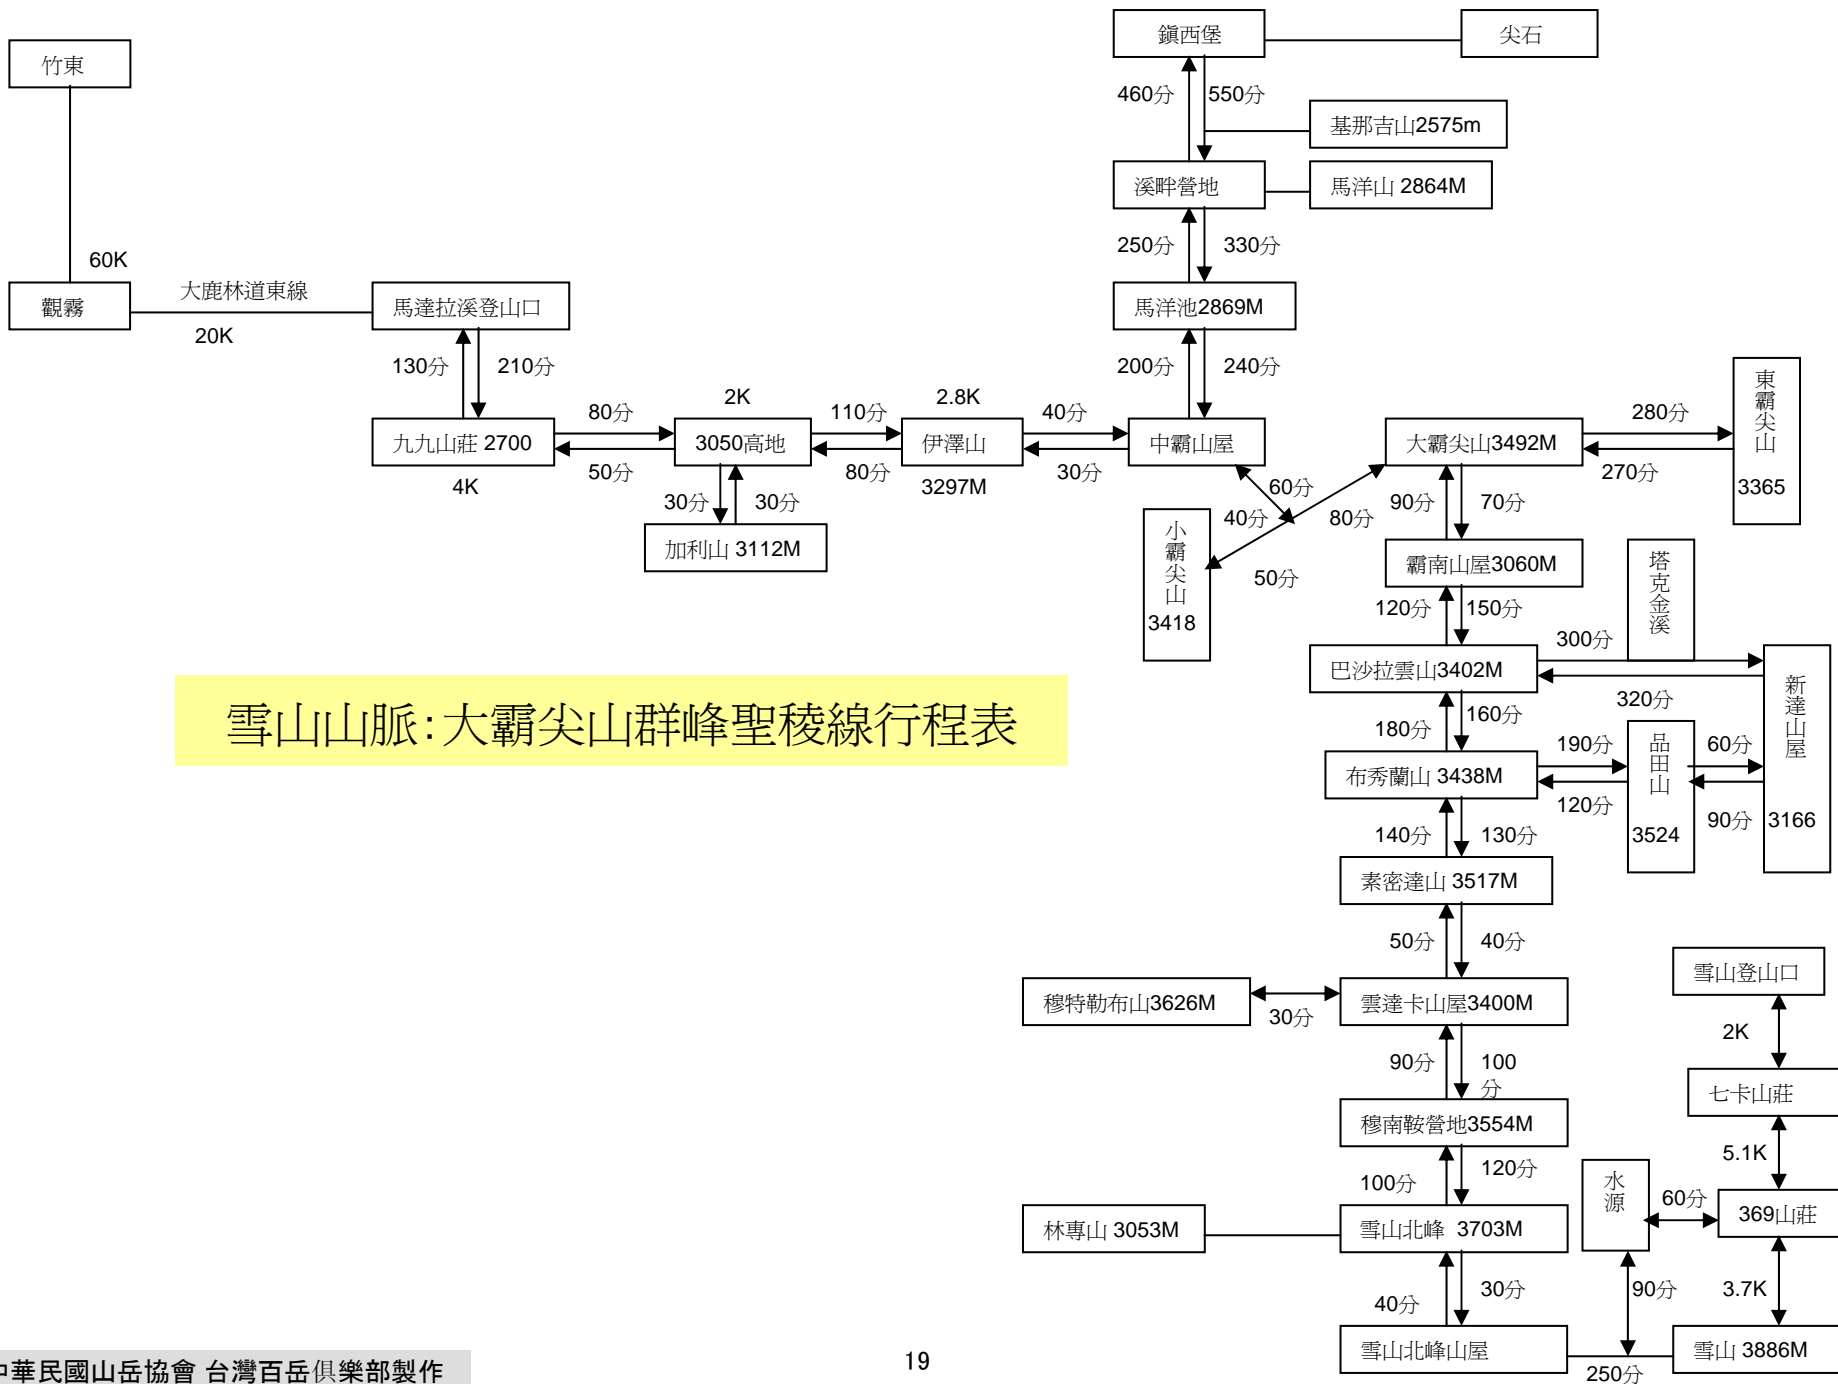 鎮西堡
尖石
竹東
460分
550分
基那吉山2575m
溪畔營地
馬洋山 2864M
250分
330分
60K
大鹿林道東線
觀霧
馬達拉溪登山口
馬洋池2869M
20K
130分
210分
200分
240分
東霸尖山
3365
80分
2K
110分
2.8K
40分
280分
九九山莊 2700
3050高地
伊澤山
中霸山屋
大霸尖山3492M
50分
80分
30分
270分
4K
3297M
60分
30分
30分
90分
70分
40分
80分
小霸尖山
3418
加利山 3112M
霸南山屋3060M
塔克金溪
50分
120分
150分
300分
巴沙拉雲山3402M
新達山屋
3166
320分
雪山山脈:大霸尖山群峰聖稜線行程表
180分
160分
品田山
3524
190分
60分
布秀蘭山 3438M
120分
90分
140分
130分
素密達山 3517M
50分
40分
雪山登山口
穆特勒布山3626M
30分
雲達卡山屋3400M
2K
90分
100
分
七卡山莊
穆南鞍營地3554M
5.1K
100分
120分
水源
60分
369山莊
林專山 3053M
雪山北峰 3703M
40分
30分
90分
3.7K
雪山北峰山屋
雪山 3886M
250分
中華民國山岳協會 台灣百岳俱樂部製作
19